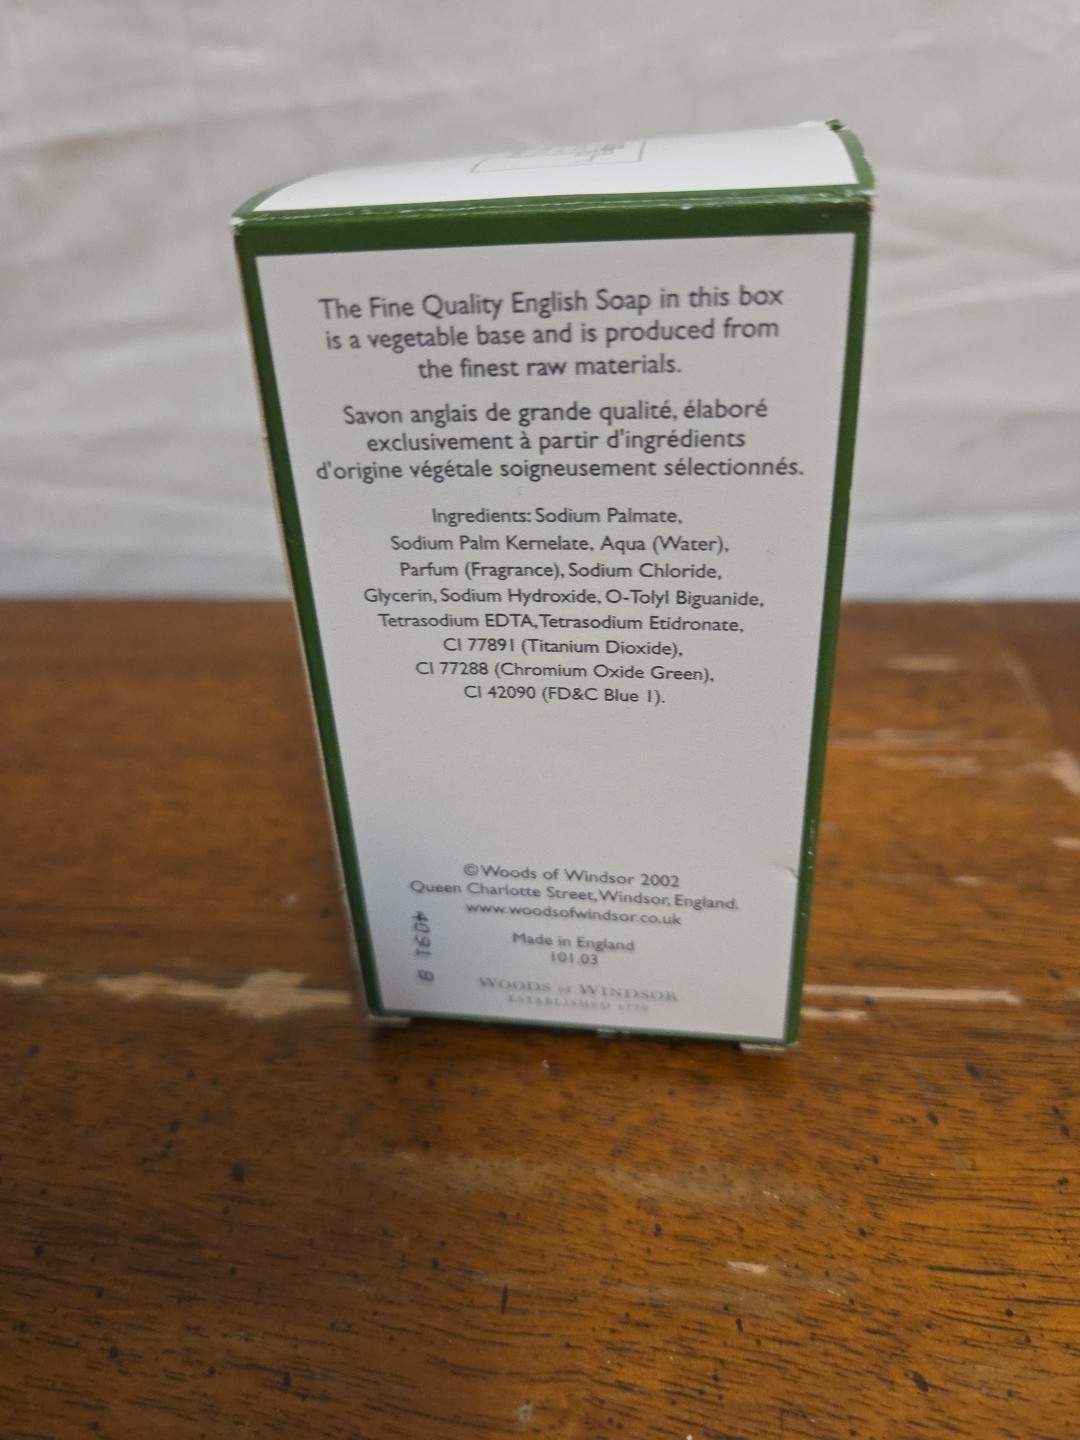 The Fine Quality English Soap in this box
is a vegetable base and is produced from
the finest raw materials.
Savon anglais de grande qualité, élaboré
exclusivement à partir d'ingrédients
d'origine végétale soigneusement sélectionnés.
Ingredients: Sodium Palmate,
Sodium Palm Kernelate, Aqua (Water),
Parfum (Fragrance), Sodium Chloride,
Glycerin, Sodium Hydroxide, O-Tolyl Biguanide,
Tetrasodium EDTA, Tetrasodium Etidronate,
CI 77891 (Titanium Dioxide),
CI 77288 (Chromium Oxide Green),
CI 42090 (FD&C Blue 1).
© Woods of Windsor 2002
Queen Charlotte Street, Windsor, England.
www.woodsofwindsor.co.uk
Made in England
101.03
WOODS of WINDSOR
ESTABLISHED 1770